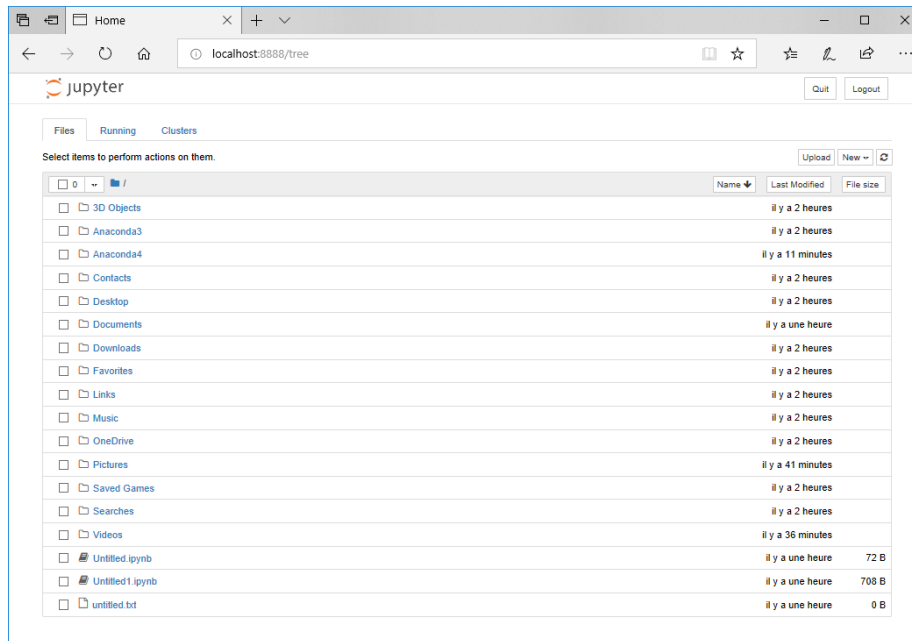 Home
localhost:8888/tree
jupyter
Quit Logout
Files Running Clusters
Select items to perform actions on them.
Upload New
0 / Name Last Modified File size
3D Objects il y a 2 heures
Anaconda3 il y a 2 heures
Anaconda4 il y a 11 minutes
Contacts il y a 2 heures
Desktop il y a 2 heures
Documents il y a une heure
Downloads il y a 2 heures
Favorites il y a 2 heures
Links il y a 2 heures
Music il y a 2 heures
OneDrive il y a 2 heures
Pictures il y a 41 minutes
Saved Games il y a 2 heures
Searches il y a 2 heures
Videos il y a 36 minutes
Untitled.ipynb il y a une heure 72 B
Untitled1.ipynb il y a une heure 708 B
untitled.txt il y a une heure 0 B